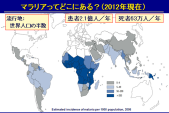 マラリアってどこにある？(2012年現在)
流行地：
世界人口の半数
患者2.1億人／年
死者63万人／年
Estimated incidence of malaria per 1000 population, 2009